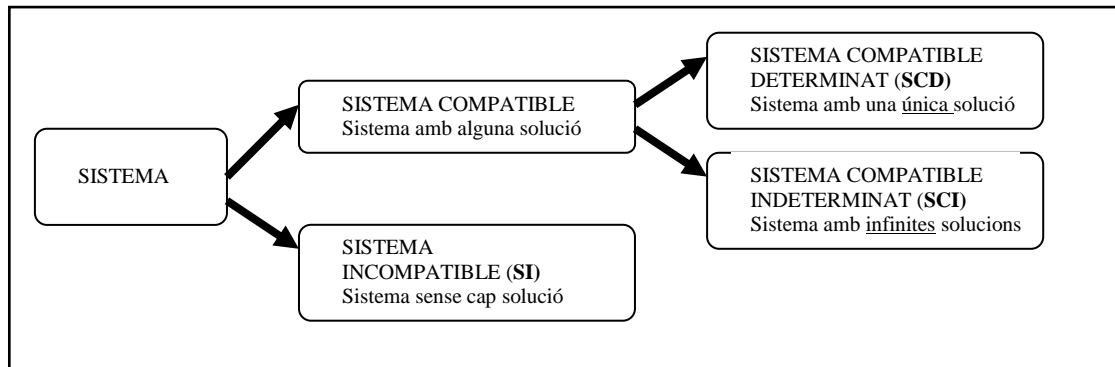 SISTEMA
SISTEMA COMPATIBLE
Sistema amb alguna solució
SISTEMA
INCOMPATIBLE (SI)
Sistema sense cap solució
SISTEMA COMPATIBLE
DETERMINAT (SCD)
Sistema amb una única solució
SISTEMA COMPATIBLE
INDETERMINAT (SCI)
Sistema amb infinites solucions